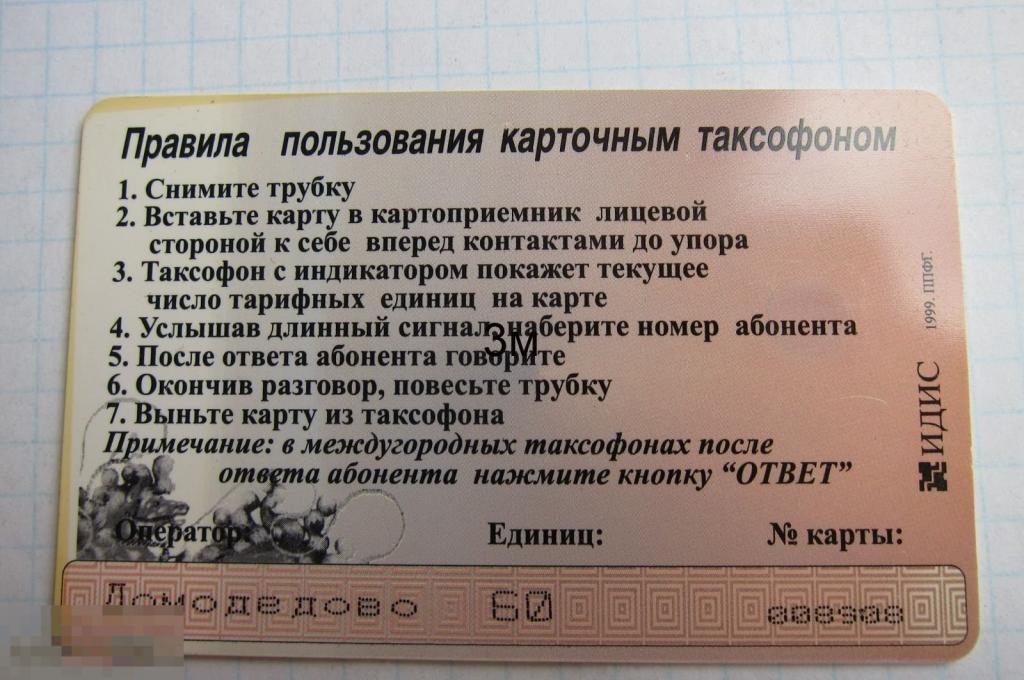 Правила пользования карточным таксофоном
1. Снимите трубку
2. Вставьте карту в картоприемник лицевой
стороной к себе вперед контактами до упора
3. Таксофон с индикатором покажет текущее
число тарифных единиц на карте
4. Услышав длинный сигнал, наберите номер абонента
5. После ответа абонента говорите
6. Окончив разговор, повесьте трубку
7. Выньте карту из таксофона
Примечание: в междугородных таксофонах после
ответа абонента нажмите кнопку “ОТВЕТ”
Оператор: Единиц: № карты:
Домодедово 60 008908
ИДИС 1999. ППФГ.
3м